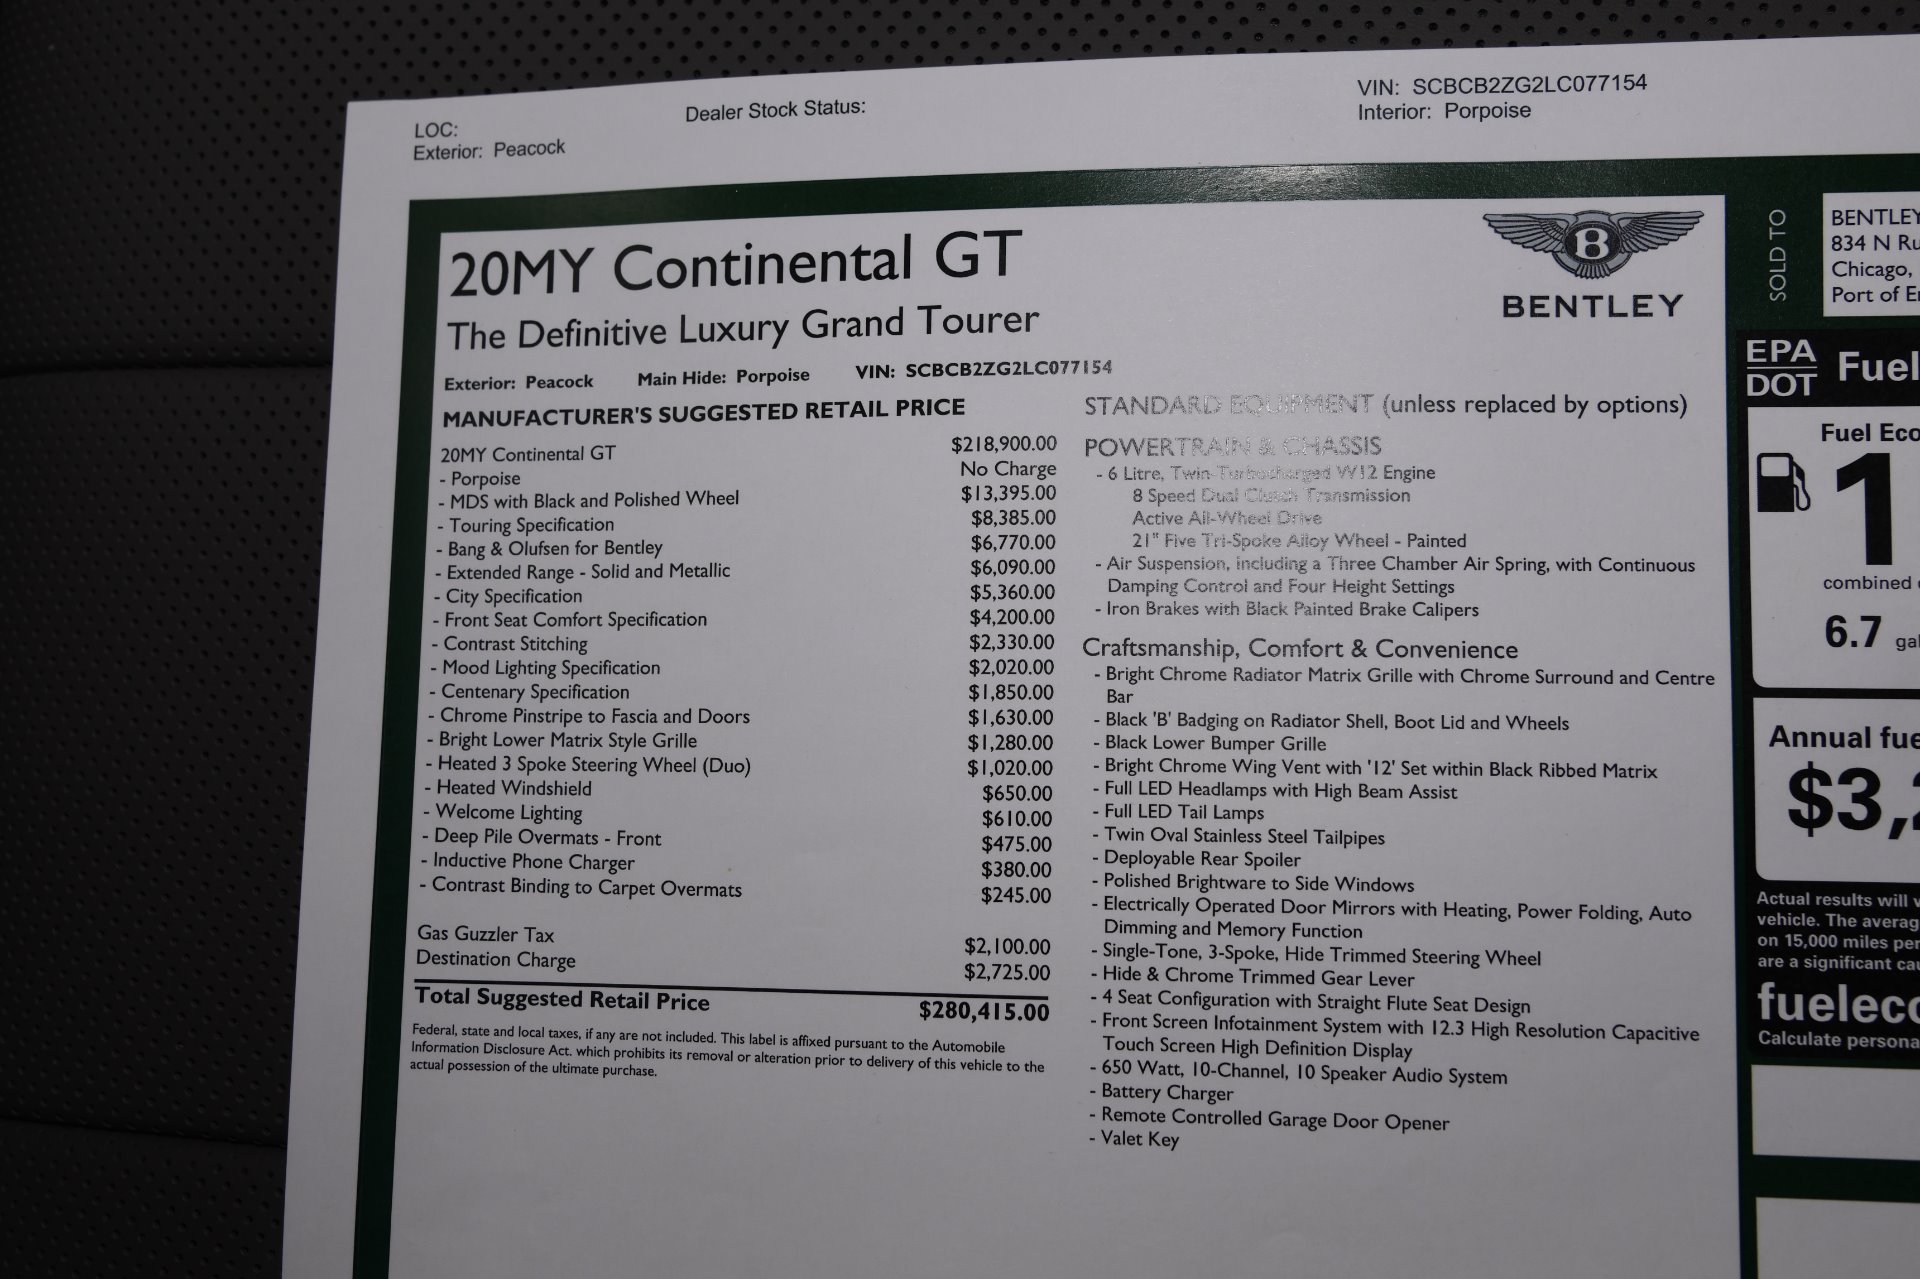 LOC:
Exterior: Peacock
Dealer Stock Status:
VIN: SCBCB2ZG2LC077154
Interior: Porpoise
20MY Continental GT
The Definitive Luxury Grand Tourer
B
BENTLEY
Exterior: Peacock Main Hide: Porpoise VIN: SCBCB2ZG2LC077154
MANUFACTURER'S SUGGESTED RETAIL PRICE
20MY Continental GT $218,900.00
- Porpoise No Charge
- MDS with Black and Polished Wheel $13,395.00
- Touring Specification $8,385.00
- Bang & Olufsen for Bentley $6,770.00
- Extended Range - Solid and Metallic $6,090.00
- City Specification $5,360.00
- Front Seat Comfort Specification $4,200.00
- Contrast Stitching $2,330.00
- Mood Lighting Specification $2,020.00
- Centenary Specification $1,850.00
- Chrome Pinstripe to Fascia and Doors $1,630.00
- Bright Lower Matrix Style Grille $1,280.00
- Heated 3 Spoke Steering Wheel (Duo) $1,020.00
- Heated Windshield $650.00
- Welcome Lighting $610.00
- Deep Pile Overmats - Front $475.00
- Inductive Phone Charger $380.00
- Contrast Binding to Carpet Overmats $245.00
Gas Guzzler Tax $2,100.00
Destination Charge $2,725.00
Total Suggested Retail Price $280,415.00
Federal, state and local taxes, if any are not included. This label is affixed pursuant to the Automobile
Information Disclosure Act. which prohibits its removal or alteration prior to delivery of this vehicle to the
actual possession of the ultimate purchase.
STANDARD EQUIPMENT (unless replaced by options)
POWERTRAIN & CHASSIS
- 6 Litre, Twin-Turbocharged W12 Engine
8 Speed Dual Clutch Transmission
Active All-Wheel Drive
21" Five Tri-Spoke Alloy Wheel - Painted
- Air Suspension, including a Three Chamber Air Spring, with Continuous
Damping Control and Four Height Settings
- Iron Brakes with Black Painted Brake Calipers
Craftsmanship, Comfort & Convenience
- Bright Chrome Radiator Matrix Grille with Chrome Surround and Centre
Bar
- Black 'B' Badging on Radiator Shell, Boot Lid and Wheels
- Black Lower Bumper Grille
- Bright Chrome Wing Vent with '12' Set within Black Ribbed Matrix
- Full LED Headlamps with High Beam Assist
- Full LED Tail Lamps
- Twin Oval Stainless Steel Tailpipes
- Deployable Rear Spoiler
- Polished Brightware to Side Windows
- Electrically Operated Door Mirrors with Heating, Power Folding, Auto
Dimming and Memory Function
- Single-Tone, 3-Spoke, Hide Trimmed Steering Wheel
- Hide & Chrome Trimmed Gear Lever
- 4 Seat Configuration with Straight Flute Seat Design
- Front Screen Infotainment System with 12.3 High Resolution Capacitive
Touch Screen High Definition Display
- 650 Watt, 10-Channel, 10 Speaker Audio System
- Battery Charger
- Remote Controlled Garage Door Opener
- Valet Key
SOLD TO
BENTLEY
834 N Ru
Chicago,
Port of E
EPA
DOT
Fuel
Fuel Eco
1
combined
6.7 gal
Annual fue
$3,2
Actual results will v
vehicle. The averag
on 15,000 miles per
are a significant cau
fueleco
Calculate persona